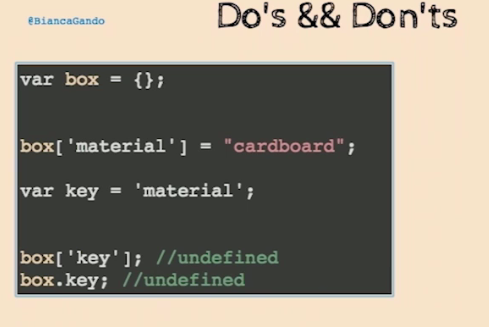 @BiancaGando
Do's && Don'ts
var box = {};
box['material'] = "cardboard";
var key = 'material';
box['key']; //undefined
box.key; //undefined